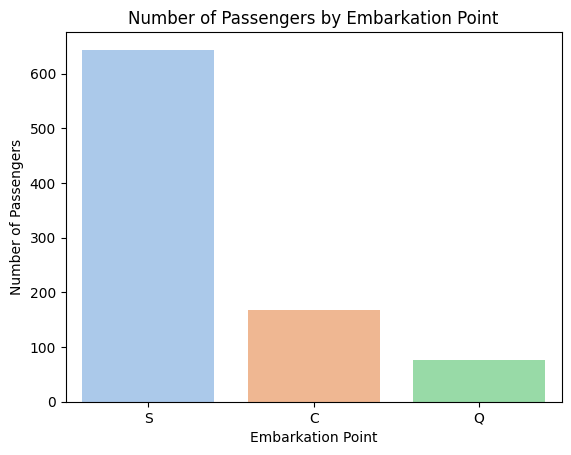 Number of Passengers by Embarkation Point
Number of Passengers
600
500
400
300
200
100
0
S C Q
Embarkation Point